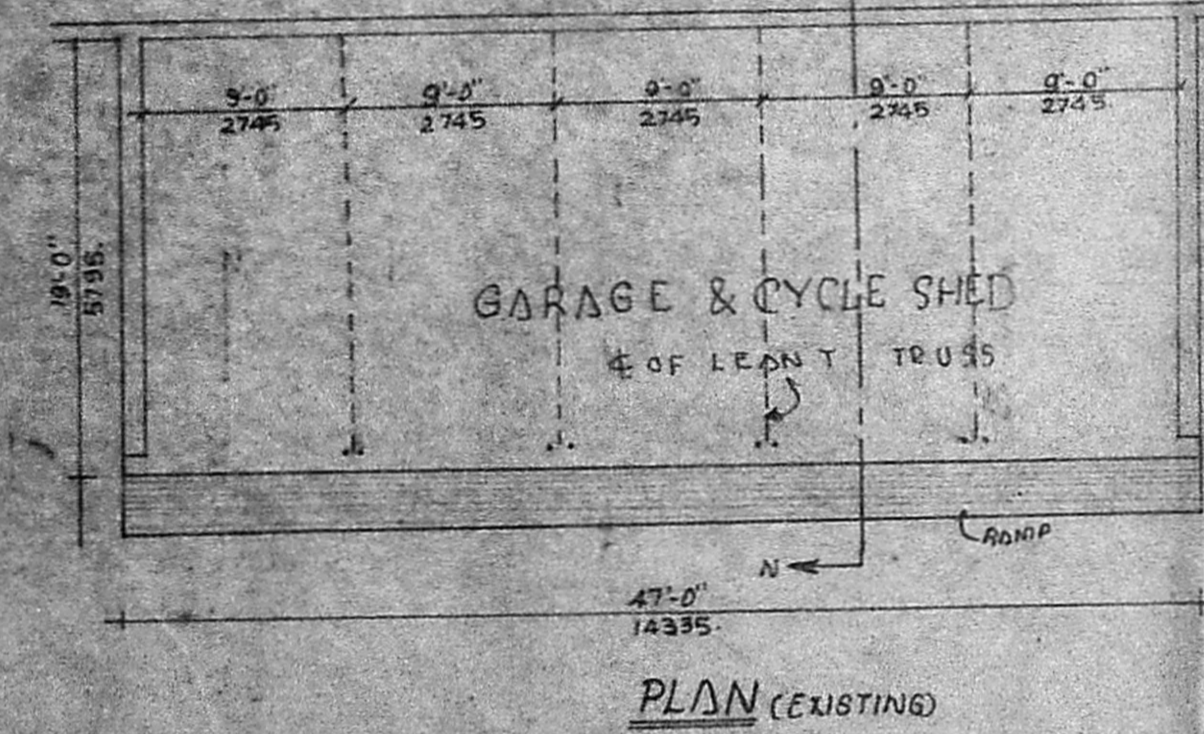 9'-0" 9'-0" 9'-0" 9'-0" 9'-0"
2745 2745 2745 2745 2745
19'-0"
5795.
GARAGE & CYCLE SHED
℄ OF LEAN T TRUSS
RAMP
N
47'-0"
14335.
PLAN (EXISTING)